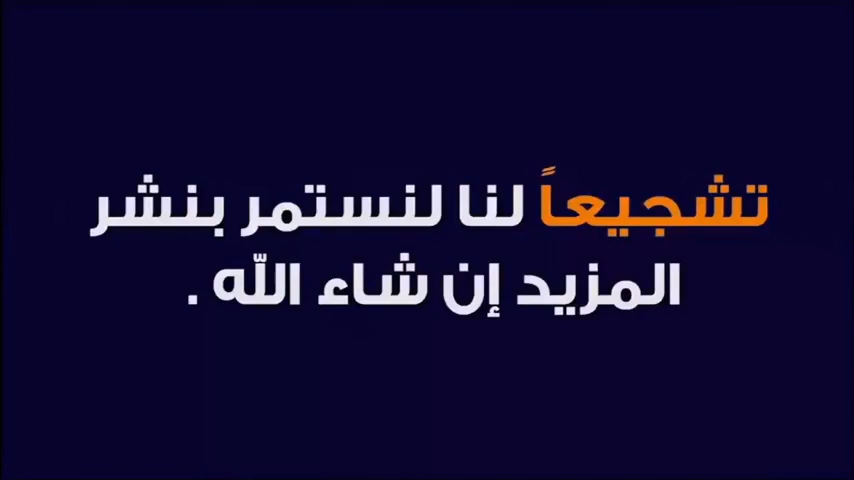 تشجيعاً لنا لنستمر بنشر
المزيد إن شاء الله .